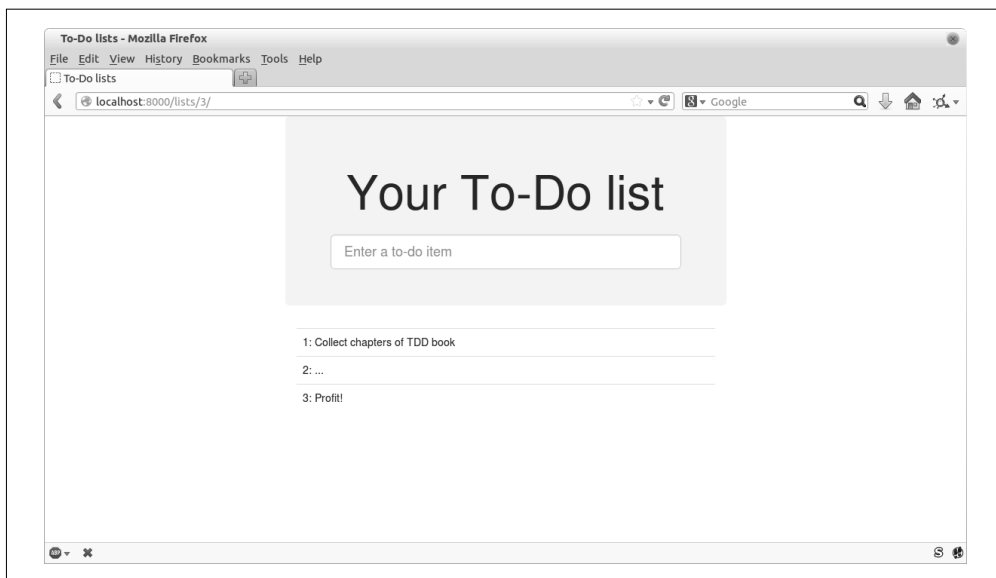 To-Do lists - Mozilla Firefox
File Edit View History Bookmarks Tools Help
To-Do lists
localhost:8000/lists/3/
Google
Your To-Do list
Enter a to-do item
1: Collect chapters of TDD book
2: ...
3: Profit!
ABP
S